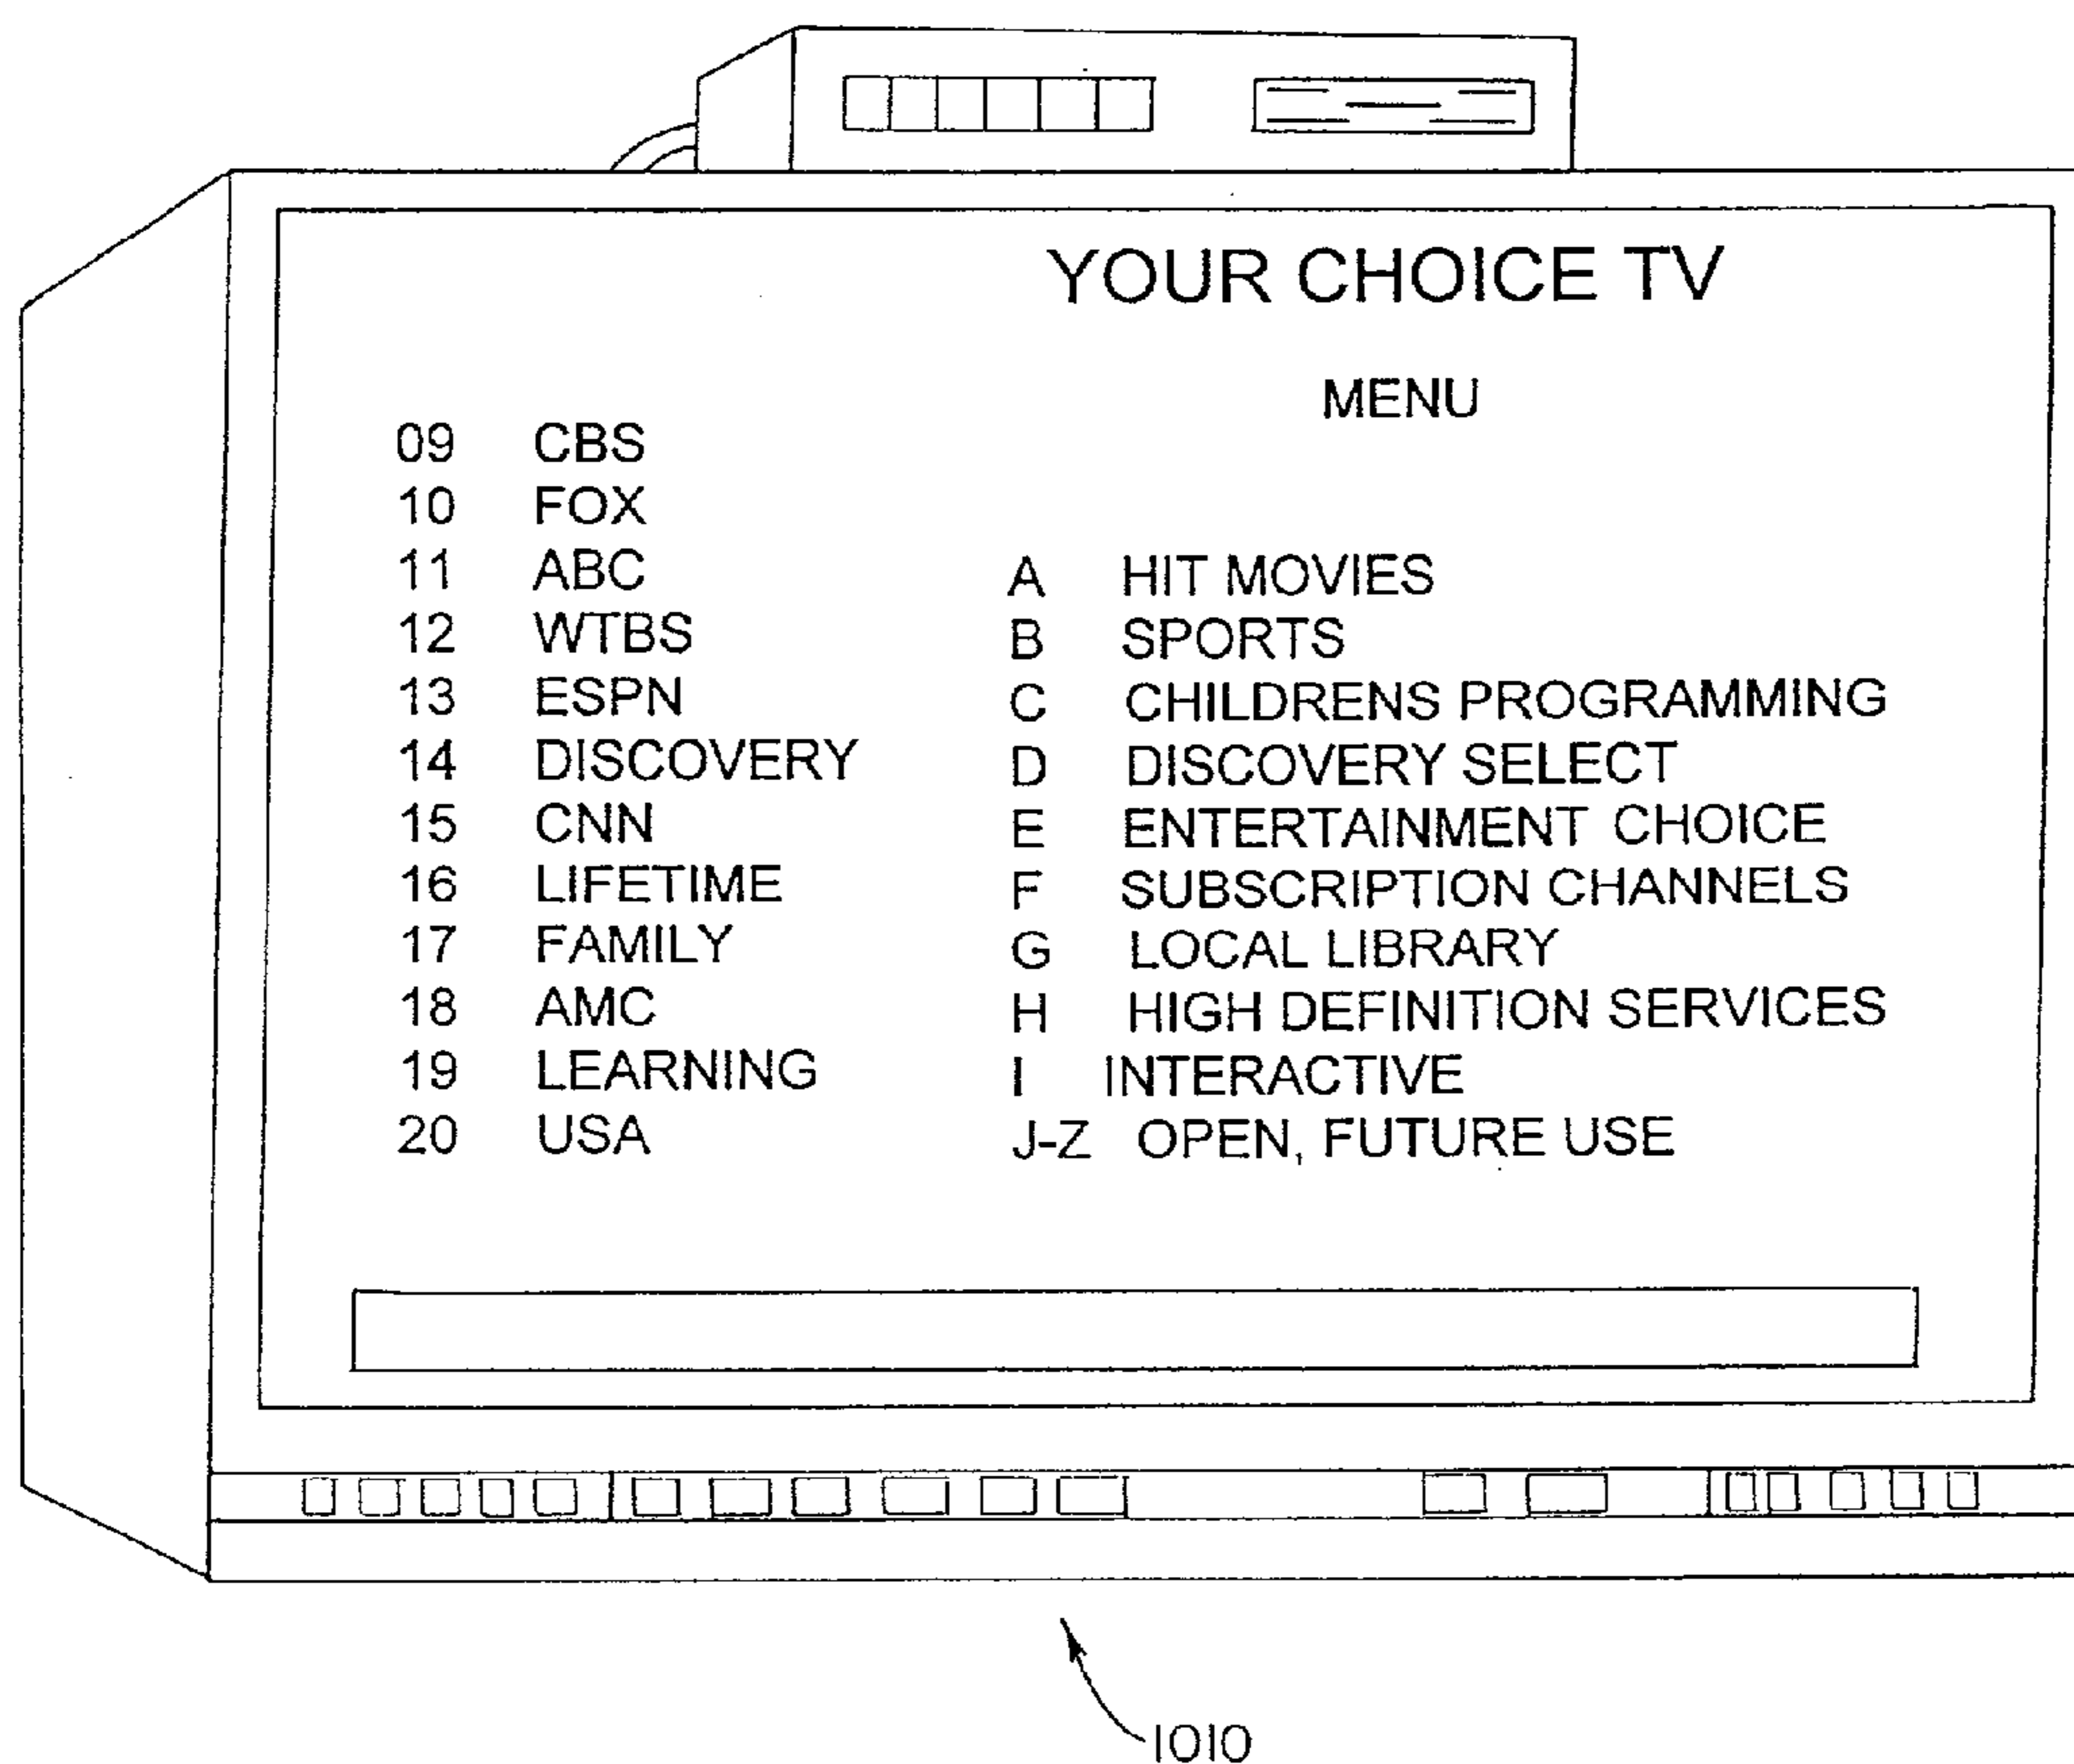 YOUR CHOICE TV
MENU
09 CBS
10 FOX
11 ABC
12 WTBS
13 ESPN
14 DISCOVERY
15 CNN
16 LIFETIME
17 FAMILY
18 AMC
19 LEARNING
20 USA
A HIT MOVIES
B SPORTS
C CHILDRENS PROGRAMMING
D DISCOVERY SELECT
E ENTERTAINMENT CHOICE
F SUBSCRIPTION CHANNELS
G LOCAL LIBRARY
H HIGH DEFINITION SERVICES
I INTERACTIVE
J-Z OPEN, FUTURE USE
1010